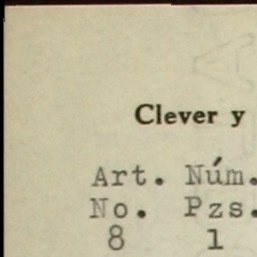 Clever y
Art. Núm.
No. Pzs.
8 1